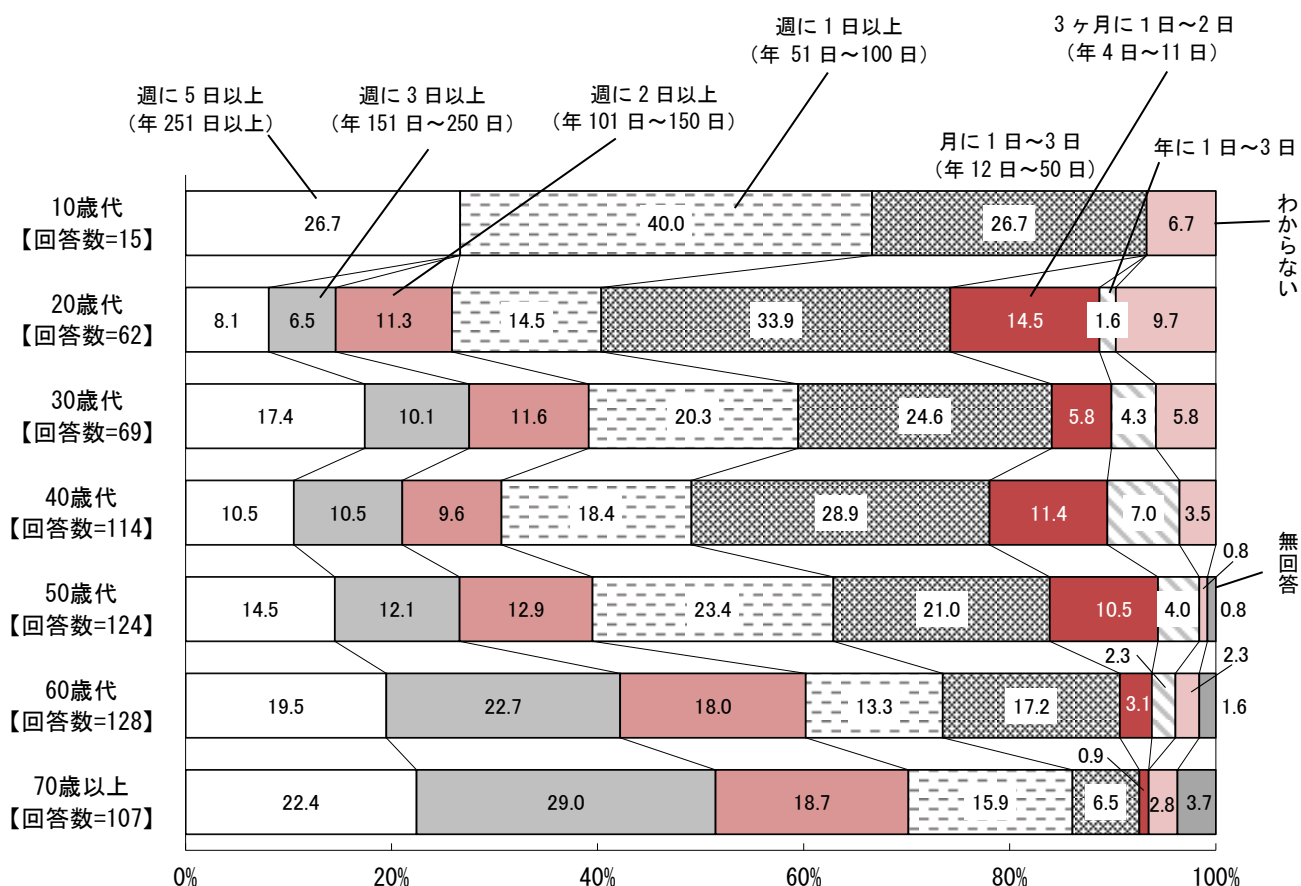 週に1日以上
（年 51日～100日）
3ヶ月に1日～2日
（年4日～11日）
週に5日以上
（年251日以上）
週に3日以上
（年151日～250日）
週に2日以上
（年101日～150日）
月に1日～3日
（年12日～50日）
年に1日～3日
10歳代
【回答数=15】
26.7
40.0
26.7
6.7
わからない
20歳代
【回答数=62】
8.1
6.5
11.3
14.5
33.9
14.5
1.6
9.7
30歳代
【回答数=69】
17.4
10.1
11.6
20.3
24.6
5.8
4.3
5.8
40歳代
【回答数=114】
10.5
10.5
9.6
18.4
28.9
11.4
7.0
3.5
無回答
50歳代
【回答数=124】
14.5
12.1
12.9
23.4
21.0
10.5
4.0
0.8
0.8
60歳代
【回答数=128】
19.5
22.7
18.0
13.3
17.2
3.1
2.3
2.3
1.6
70歳以上
【回答数=107】
22.4
29.0
18.7
15.9
6.5
0.9
2.8
3.7
0%
20%
40%
60%
80%
100%